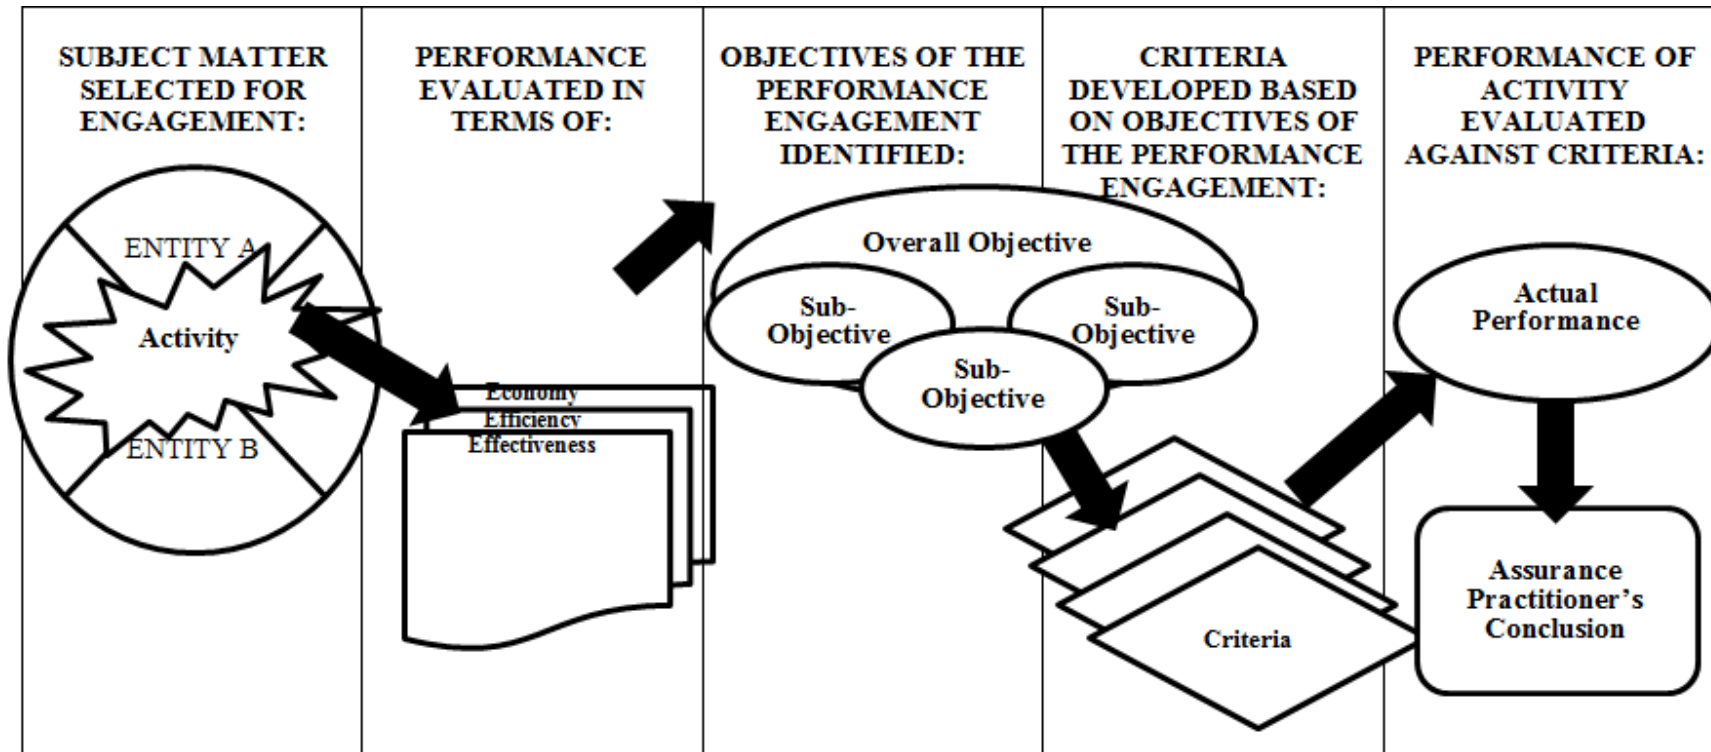 SUBJECT MATTER
SELECTED FOR
ENGAGEMENT:
ENTITY A
Activity
ENTITY B
PERFORMANCE
EVALUATED IN
TERMS OF:
Economy
Efficiency
Effectiveness
OBJECTIVES OF THE
PERFORMANCE
ENGAGEMENT
IDENTIFIED:
Overall Objective
Sub-
Objective
Sub-
Objective
Sub-
Objective
CRITERIA
DEVELOPED BASED
ON OBJECTIVES OF
THE PERFORMANCE
ENGAGEMENT:
Criteria
PERFORMANCE OF
ACTIVITY
EVALUATED
AGAINST CRITERIA:
Actual
Performance
Assurance
Practitioner’s
Conclusion